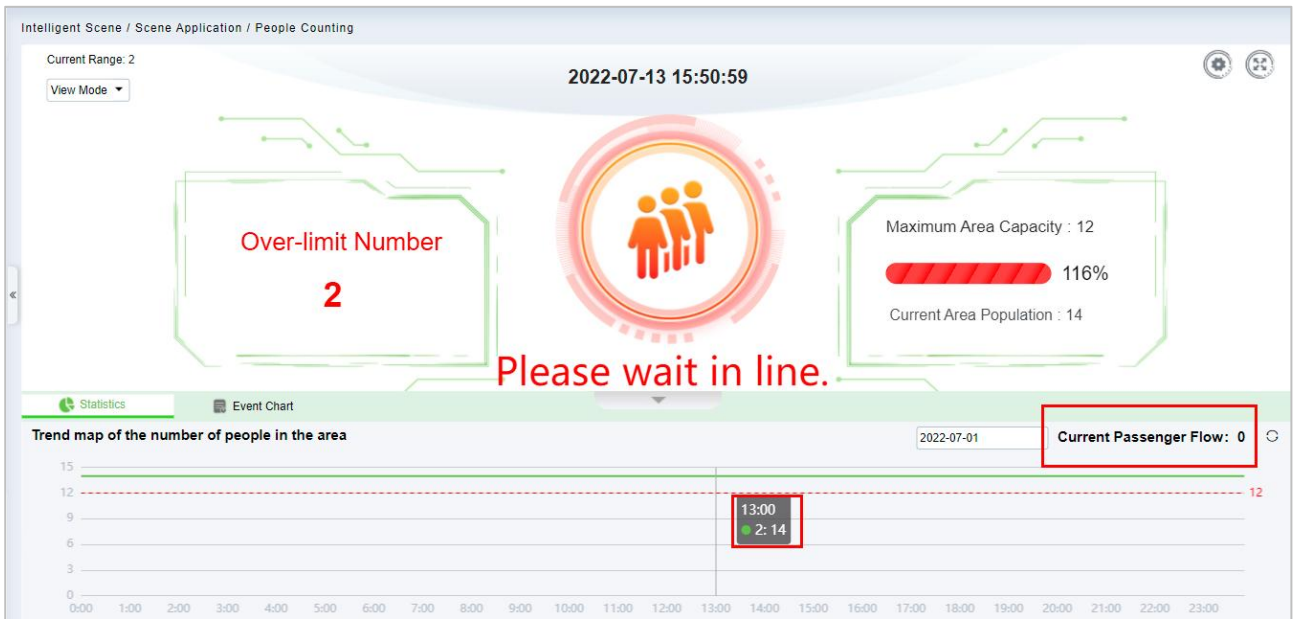 Intelligent Scene / Scene Application / People Counting
Current Range: 2
View Mode
2022-07-13 15:50:59
Over-limit Number
2
Maximum Area Capacity : 12
116%
Current Area Population : 14
Please wait in line.
Statistics
Event Chart
Trend map of the number of people in the area
2022-07-01
Current Passenger Flow: 0
15
12
12
9
6
3
0
13:00
2: 14
0:00 1:00 2:00 3:00 4:00 5:00 6:00 7:00 8:00 9:00 10:00 11:00 12:00 13:00 14:00 15:00 16:00 17:00 18:00 19:00 20:00 21:00 22:00 23:00